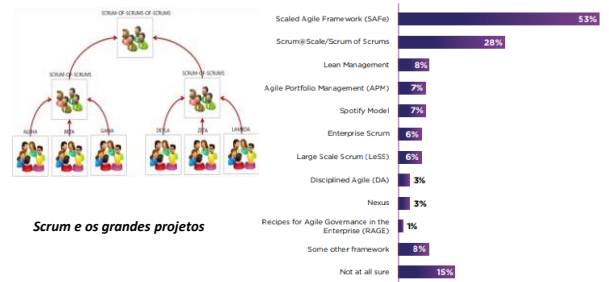 SCRUM-OF-SCRUMS-OF-SCRUMS
SCRUM-OF-SCRUMS
SCRUM-OF-SCRUMS
ALPHA
BETA
GAMA
DETLA
ZETA
LAMBDA
Scrum e os grandes projetos
Scaled Agile Framework (SAFe) 53%
Scrum@Scale/Scrum of Scrums 28%
Lean Management 8%
Agile Portfolio Management (APM) 7%
Spotify Model 7%
Enterprise Scrum 6%
Large Scale Scrum (LeSS) 6%
Disciplined Agile (DA) 3%
Nexus 3%
Recipes for Agile Governance in the
Enterprise (RAGE) 1%
Some other framework 8%
Not at all sure 15%